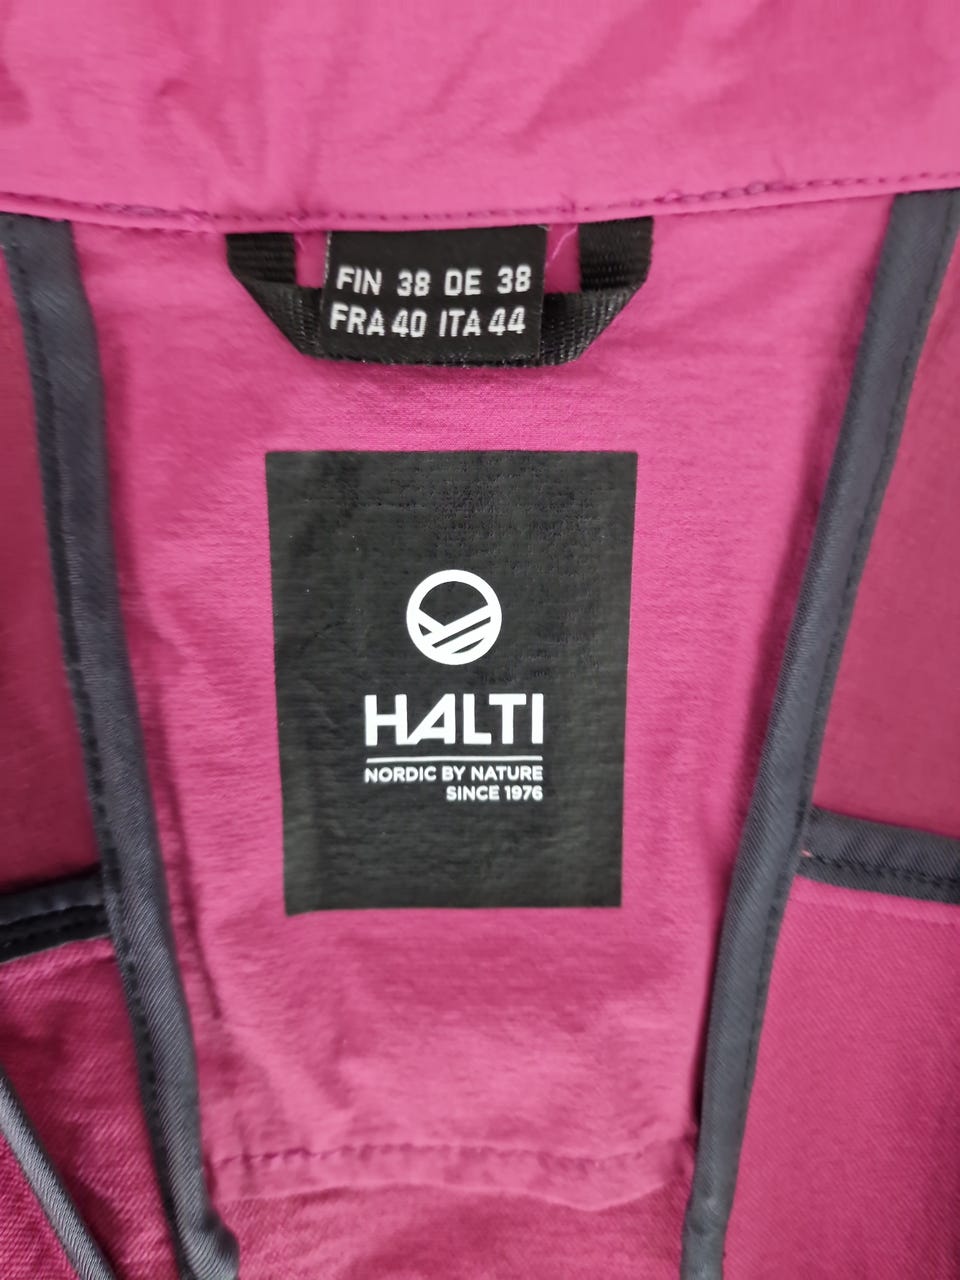 FIN 38 DE 38
FRA 40 ITA 44
HALTI
NORDIC BY NATURE
SINCE 1976